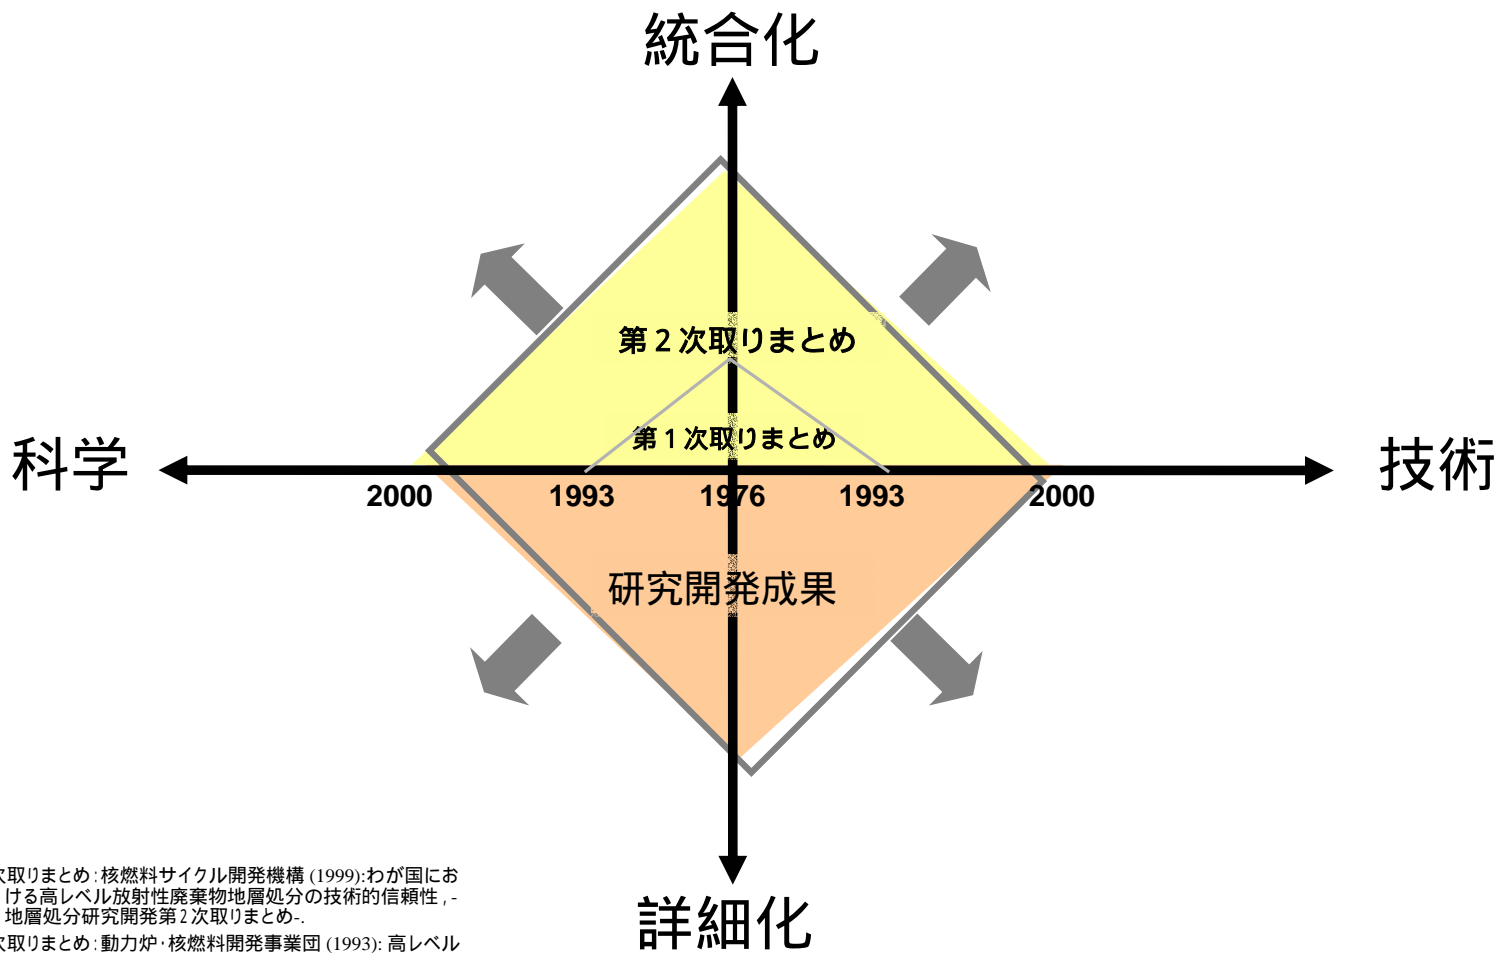 統合化
第２次取りまとめ
第１次取りまとめ
科学
技術
2000
1993
1976
1993
2000
研究開発成果
次取りまとめ：核燃料サイクル開発機構 (1999):わが国にお
ける高レベル放射性廃棄物地層処分の技術的信頼性，-
地層処分研究開発第2次取りまとめ-.
次取りまとめ：動力炉・核燃料開発事業団 (1993): 高レベル
詳細化